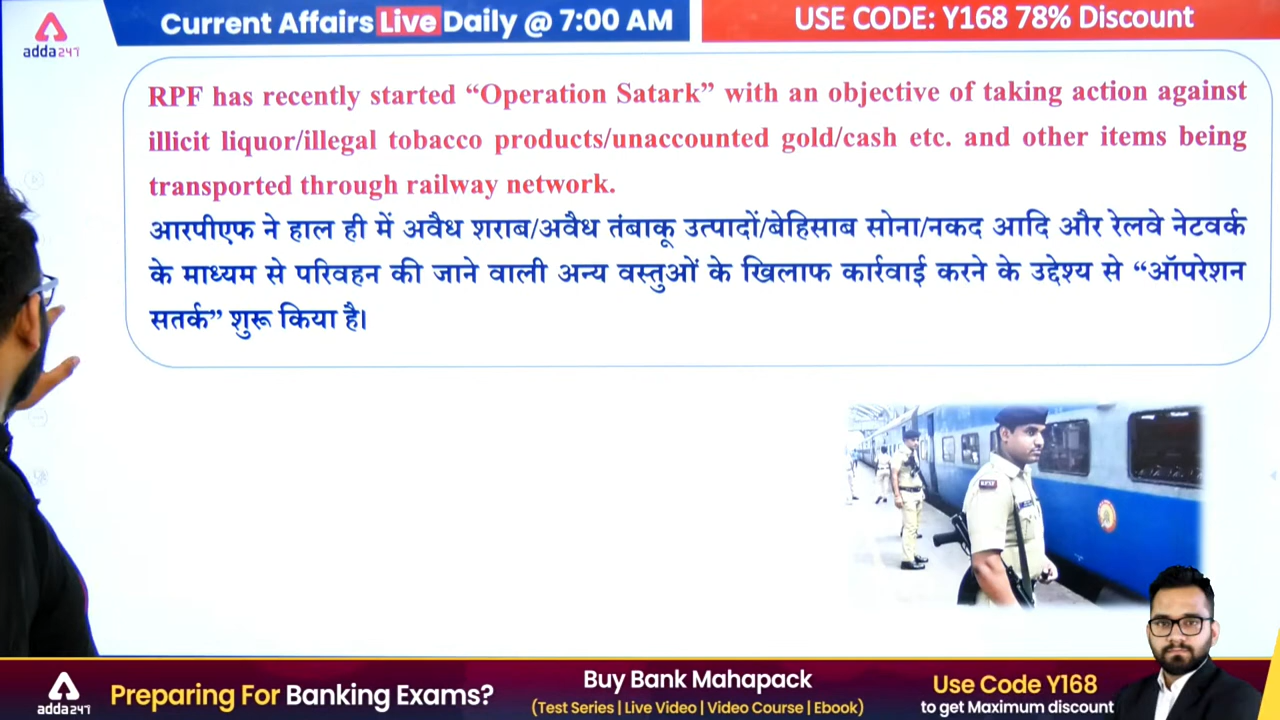 Current Affairs Live Daily @ 7:00 AM
USE CODE: Y168 78% Discount
adda247
RPF has recently started “Operation Satark” with an objective of taking action against
illicit liquor/illegal tobacco products/unaccounted gold/cash etc. and other items being
transported through railway network.
आरपीएफ ने हाल ही में अवैध शराब/अवैध तंबाकू उत्पादों/बेहिसाब सोना/नकद आदि और रेलवे नेटवर्क
के माध्यम से परिवहन की जाने वाली अन्य वस्तुओं के खिलाफ कार्रवाई करने के उद्देश्य से “ऑपरेशन
सतर्क” शुरू किया है।
adda247
Preparing For Banking Exams?
Buy Bank Mahapack
(Test Series | Live Video | Video Course | Ebook)
Use Code Y168
to get Maximum discount